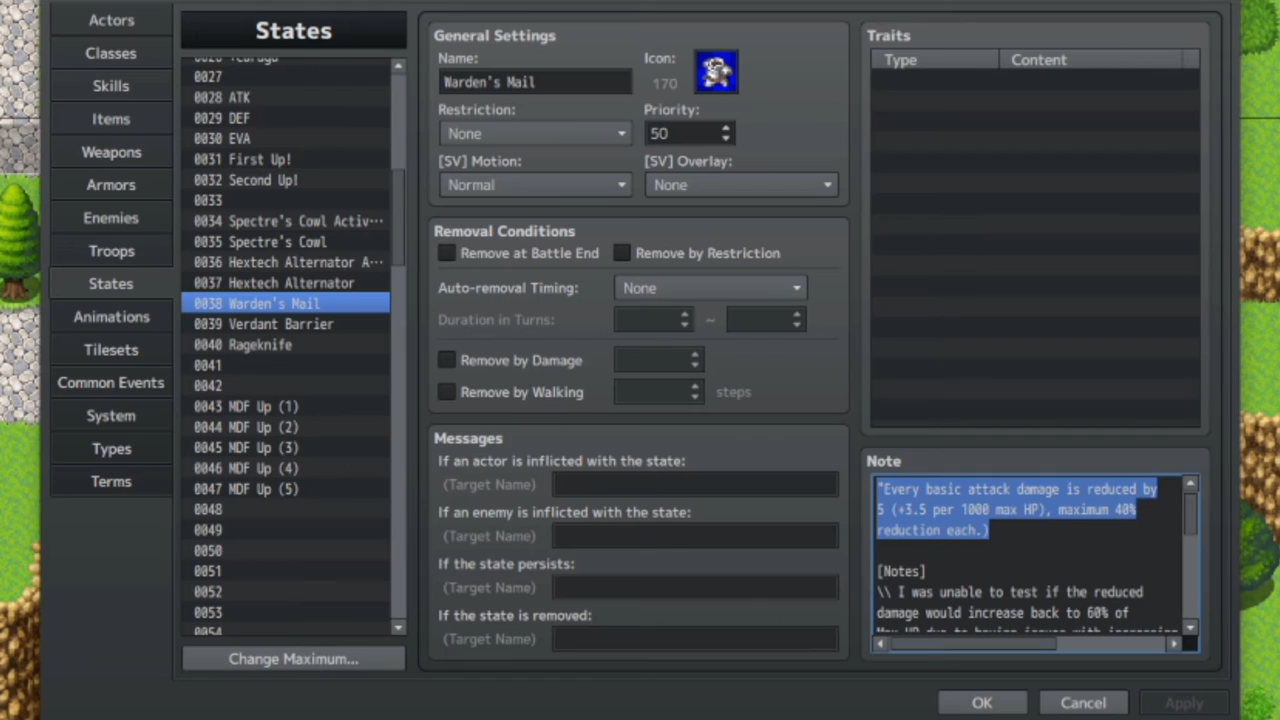 Actors
Classes
Skills
Items
Weapons
Armors
Enemies
Troops
States
Animations
Tilesets
Common Events
System
Types
Terms
States
0027
0028 ATK
0029 DEF
0030 EVA
0031 First Up!
0032 Second Up!
0033
0034 Spectre's Cowl Activ…
0035 Spectre's Cowl
0036 Hextech Alternator A…
0037 Hextech Alternator
0038 Warden's Mail
0039 Verdant Barrier
0040 Rageknife
0041
0042
0043 MDF Up (1)
0044 MDF Up (2)
0045 MDF Up (3)
0046 MDF Up (4)
0047 MDF Up (5)
0048
0049
0050
0051
0052
0053
0054
Change Maximum...
General Settings
Name:
Icon:
Warden's Mail
170
Restriction:
Priority:
None
50
[SV] Motion:
[SV] Overlay:
Normal
None
Removal Conditions
Remove at Battle End
Remove by Restriction
Auto-removal Timing:
None
Duration in Turns:
~
Remove by Damage
Remove by Walking
steps
Messages
If an actor is inflicted with the state:
(Target Name)
If an enemy is inflicted with the state:
(Target Name)
If the state persists:
(Target Name)
If the state is removed:
(Target Name)
Traits
Type
Content
Note
"Every basic attack damage is reduced by
5 (+3.5 per 1000 max HP), maximum 40%
reduction each.)
[Notes]
\\ I was unable to test if the reduced
damage would increase back to 60% of
Max HP due to having issues with increasing
OK
Cancel
Apply